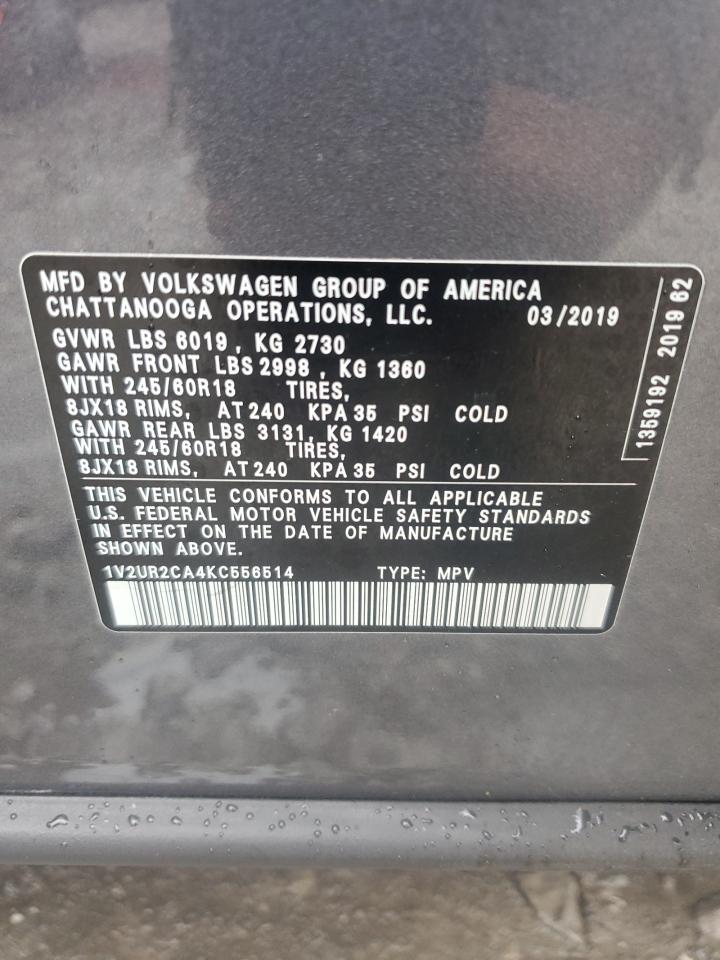 MFD BY VOLKSWAGEN GROUP OF AMERICA
CHATTANOOGA OPERATIONS, LLC. 03/2019
GVWR LBS 6019 , KG 2730
GAWR FRONT LBS 2998 , KG 1360
WITH 245/60R18 TIRES,
8JX18 RIMS, AT 240 KPA 35 PSI COLD
GAWR REAR LBS 3131, KG 1420
WITH 245/60R18 TIRES,
8JX18 RIMS, AT 240 KPA 35 PSI COLD
THIS VEHICLE CONFORMS TO ALL APPLICABLE
U.S. FEDERAL MOTOR VEHICLE SAFETY STANDARDS
IN EFFECT ON THE DATE OF MANUFACTURE
SHOWN ABOVE.
1V2UR2CA4KC556514 TYPE: MPV
1359192 2019 62